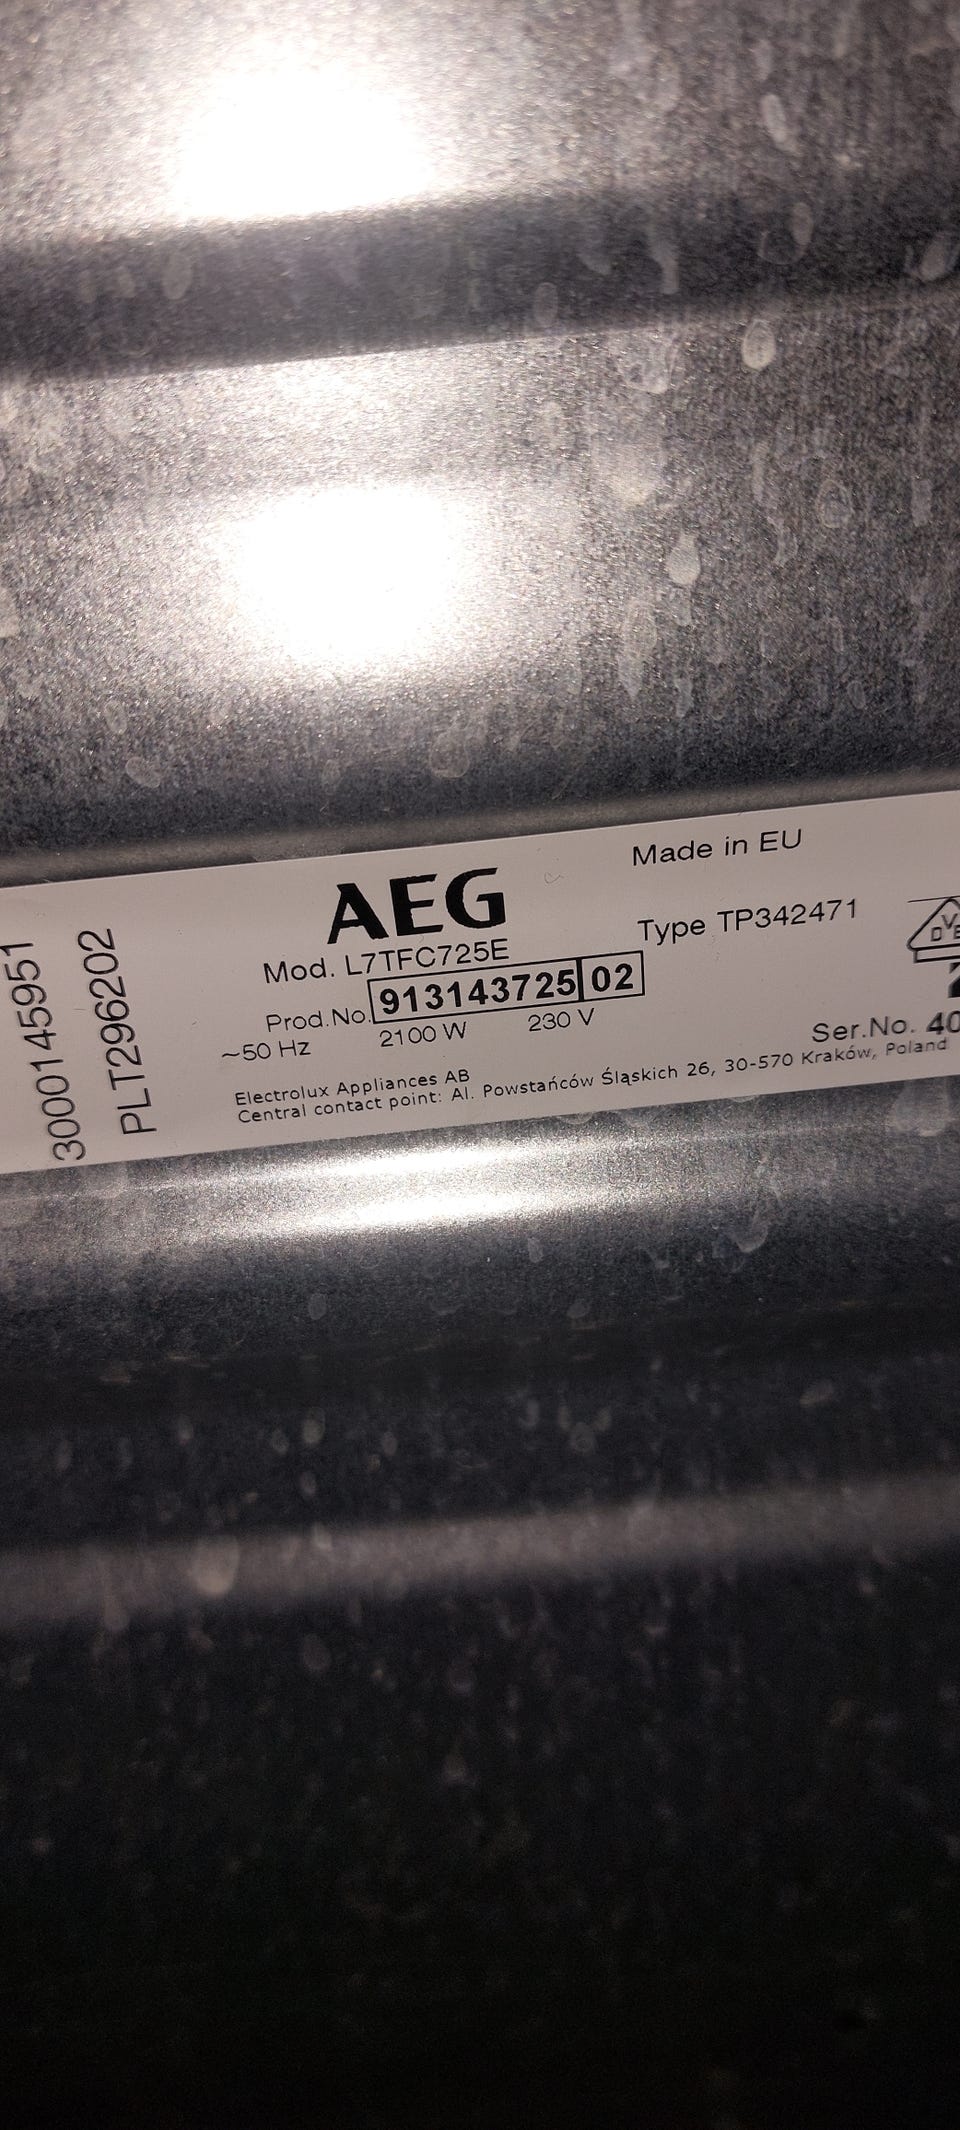 3000145951
PLT296202
AEG
Made in EU
Mod. L7TFC725E
Type TP342471
Prod.No. 913143725 02
~50 Hz 2100 W 230 V
Ser.No. 40
Electrolux Appliances AB
Central contact point: Al. Powstańców Śląskich 26, 30-570 Kraków, Poland